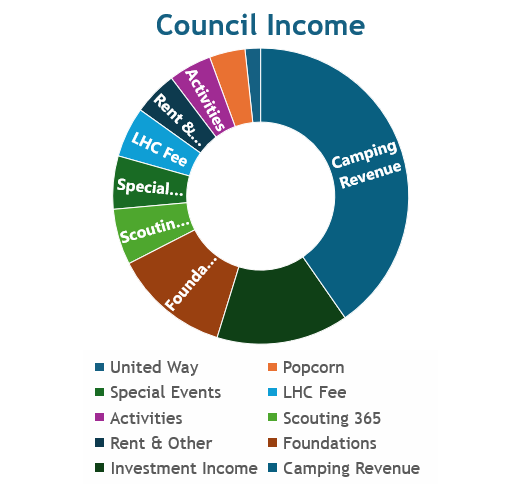 Council Income
Camping
Revenue
Activities
Rent &...
LHC Fee
Special...
Scoutin...
Founda...
United Way
Popcorn
Special Events
LHC Fee
Activities
Scouting 365
Rent & Other
Foundations
Investment Income
Camping Revenue